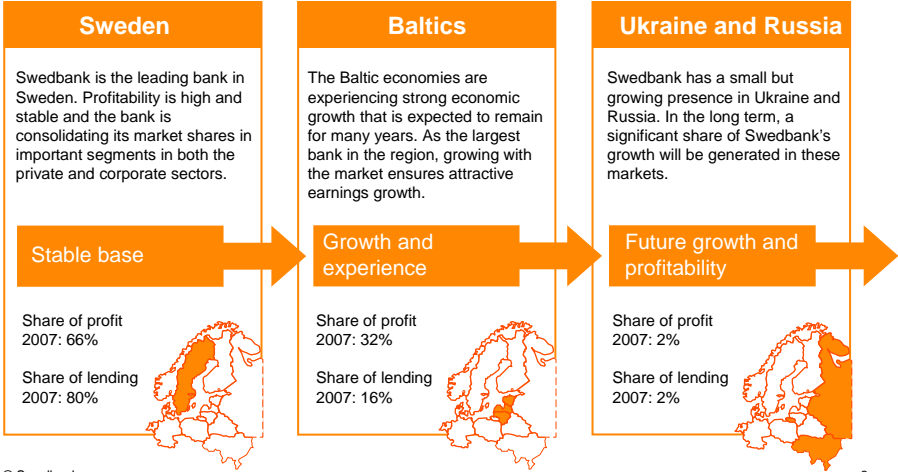 Sweden
Swedbank is the leading bank in
Sweden. Profitability is high and
stable and the bank is
consolidating its market shares in
important segments in both the
private and corporate sectors.
Stable base
Share of profit
2007: 66%
Share of lending
2007: 80%
Baltics
The Baltic economies are
experiencing strong economic
growth that is expected to remain
for many years. As the largest
bank in the region, growing with
the market ensures attractive
earnings growth.
Growth and
experience
Share of profit
2007: 32%
Share of lending
2007: 16%
Ukraine and Russia
Swedbank has a small but
growing presence in Ukraine and
Russia. In the long term, a
significant share of Swedbank's
growth will be generated in these
markets.
Future growth and
profitability
Share of profit
2007: 2%
Share of lending
2007: 2%